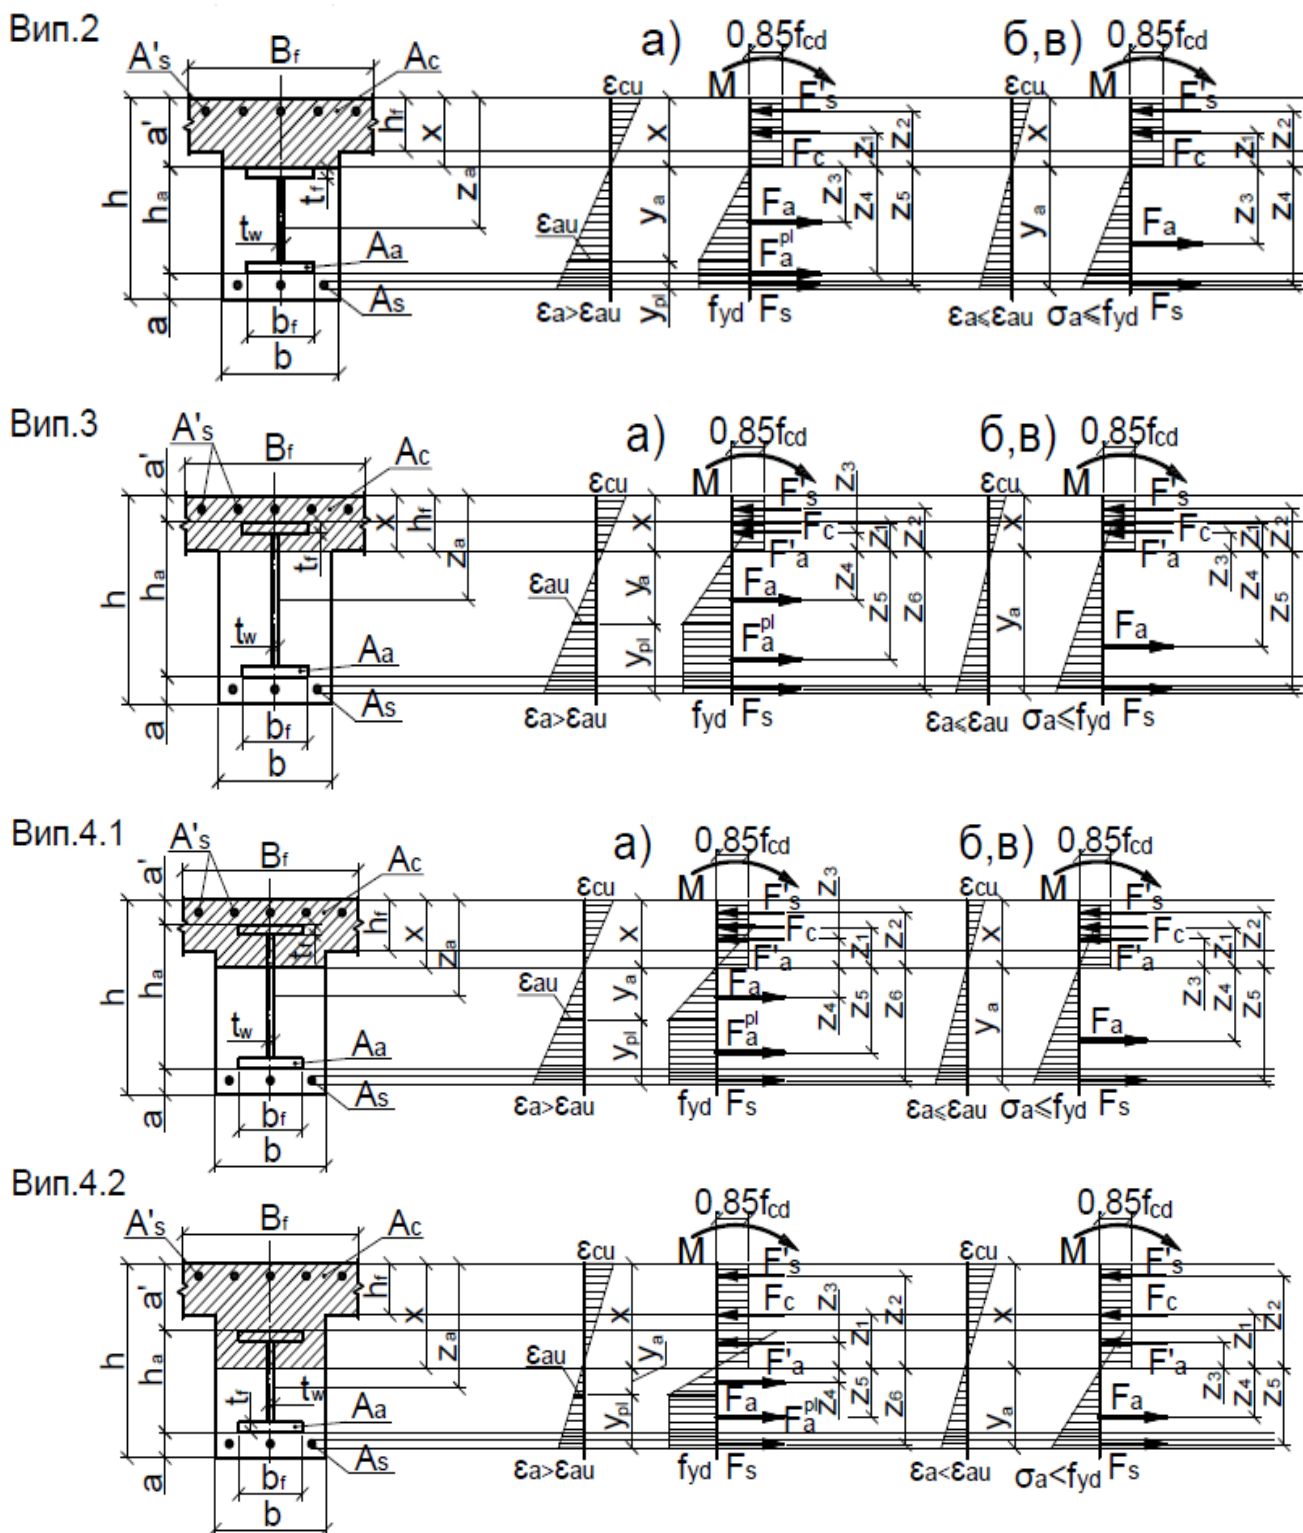 Вип.2
а) 0,85fcd б,в) 0,85fcd
A's Bf Ac εcu M F's εcu M F's
a' hf x x z1 z2 x z1 z2
h ha tf za Fc z3 z4 z5 Fc z3 z4
tw Aa εau ya Fa ya Fa
Fa^pl
a As bf εa>εau ypl fyd Fs εa⩽εau σa⩽fyd Fs
b
Вип.3
а) 0,85fcd б,в) 0,85fcd
A's Bf Ac εcu M F's z3 εcu M F's
a' x hf x Fc z1 z2 x Fc z1 z2
h ha tf za F'a z4 z5 z6 F'a z3 z4 z5
εau ya Fa ya Fa
tw Aa ypl Fa^pl
a As bf εa>εau fyd Fs εa⩽εau σa⩽fyd Fs
b
Вип.4.1
а) 0,85fcd б,в) 0,85fcd
A's Bf Ac εcu M F's z3 εcu M F's
a' hf x x Fc z1 z2 x Fc z1 z2
h ha tf za F'a z4 z5 z6 F'a z3 z4 z5
εau ya Fa ya Fa
tw Aa ypl Fa^pl
a As bf εa>εau fyd Fs εa⩽εau σa⩽fyd Fs
b
Вип.4.2
0,85fcd 0,85fcd
A's Bf Ac εcu M F's z3 εcu M F's
a' hf x x Fc z1 z2 x Fc z1 z2
h ha za ya F'a z4 z5 z6 F'a z3 z4 z5
tf tw εau Fa ya Fa
Aa ypl Fa^pl
a As bf εa>εau fyd Fs εa<εau σa<fyd Fs
b